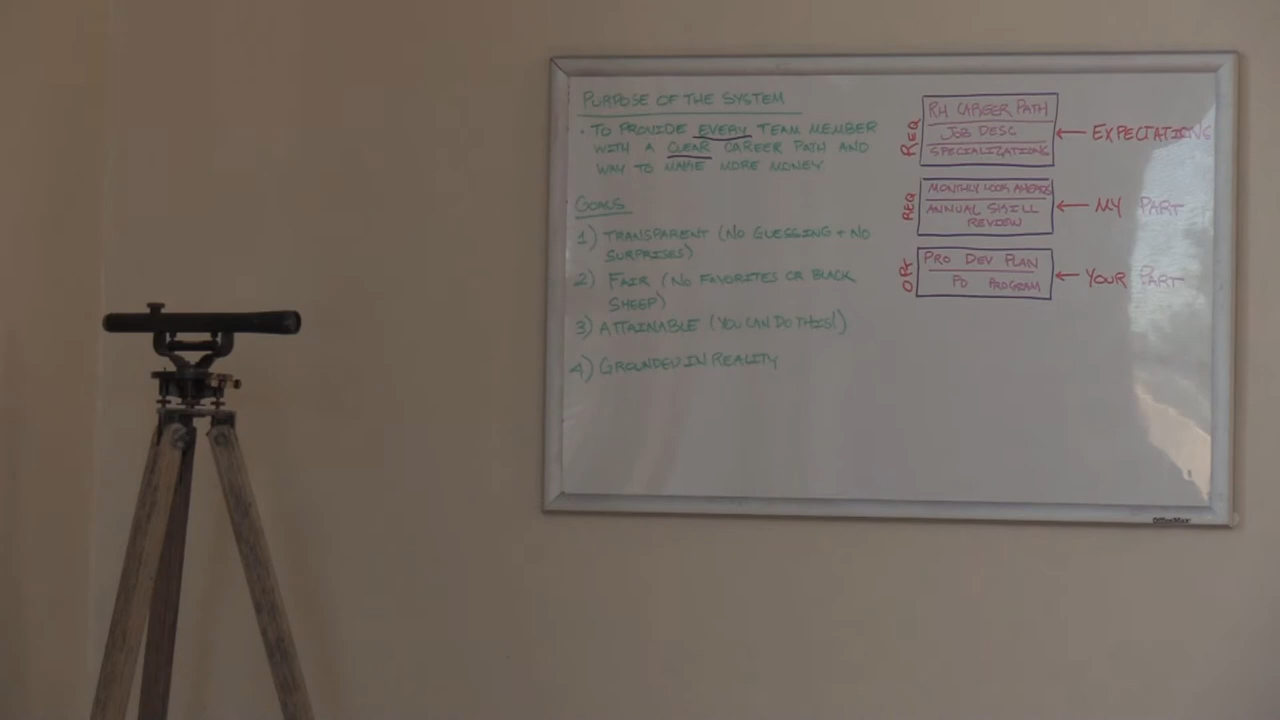 PURPOSE OF THE SYSTEM
• TO PROVIDE EVERY TEAM MEMBER
WITH A CLEAR CAREER PATH AND
WAY TO MAKE MORE MONEY.
GOALS
1) TRANSPARENT (NO GUESSING + NO
SURPRISES)
2) FAIR (NO FAVORITES OR BLACK
SHEEP)
3) ATTAINABLE (YOU CAN DO THIS!)
4) GROUNDED IN REALITY
REQ
RH CAREER PATH
JOB DESC
SPECIALIZATIONS
← EXPECTATIONS
REQ
MONTHLY LOOK AHEADS
ANNUAL SKILL
REVIEW
← MY PART
OPT
PRO DEV PLAN
PD PROGRAM
← YOUR PART
OfficeMax